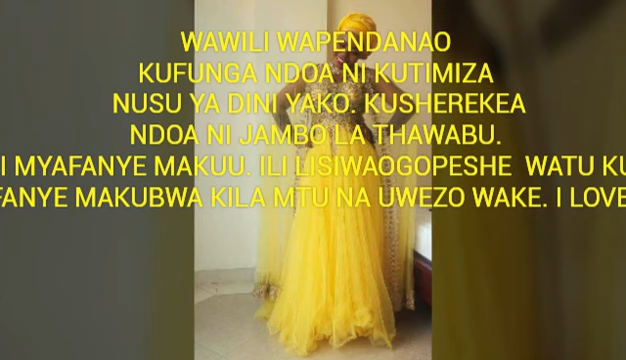 WAWILI WAPENDANAO
KUFUNGA NDOA NI KUTIMIZA
NUSU YA DINI YAKO. KUSHEREKEA
NDOA NI JAMBO LA THAWABU.
I MYAFANYE MAKUU. ILI LISIWAOGOPESHE WATU KU
FANYE MAKUBWA KILA MTU NA UWEZO WAKE. I LOVE